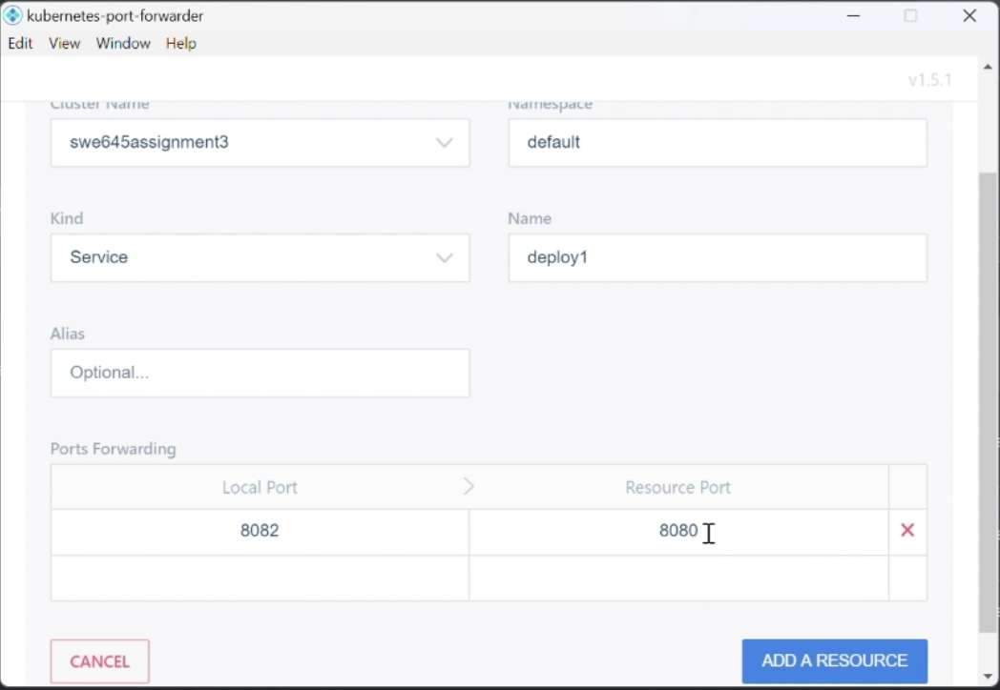 kubernetes-port-forwarder
Edit View Window Help
v1.5.1
Cluster Name Namespace
swe645assignment3 default
Kind Name
Service deploy1
Alias
Optional...
Ports Forwarding
Local Port Resource Port
8082 8080
CANCEL ADD A RESOURCE